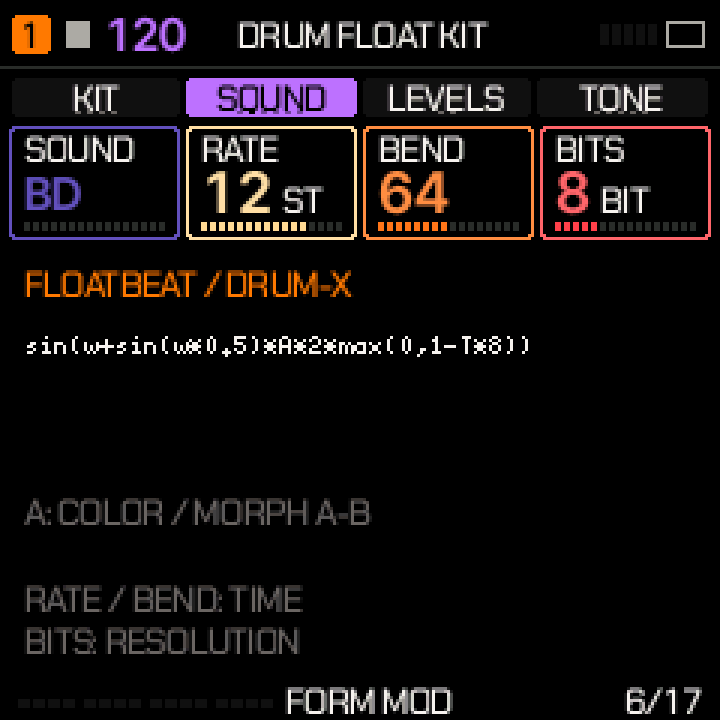 1 120 DRUM FLOAT KIT
KIT SOUND LEVELS TONE
SOUND RATE BEND BITS
BD 12 ST 64 8 BIT
FLOATBEAT / DRUM-X
sin(w+sin(w*0.5)*A*2*max(0,1-T*8))
A: COLOR / MORPH A-B
RATE / BEND: TIME
BITS: RESOLUTION
FORM MOD 6/17